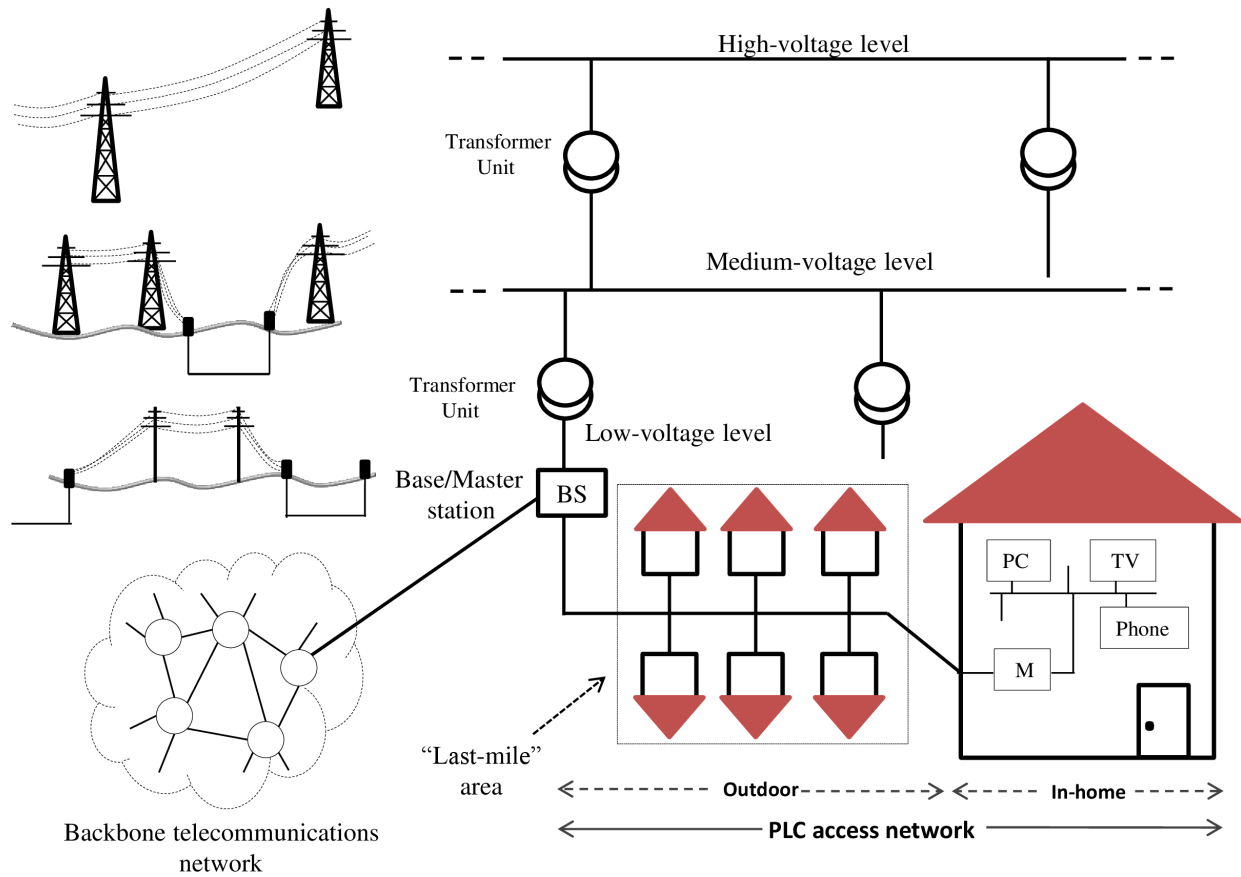 High-voltage level
Transformer
Unit
Medium-voltage level
Transformer
Unit
Low-voltage level
Base/Master
station
BS
PC
TV
Phone
M
“Last-mile”
area
Outdoor
In-home
PLC access network
Backbone telecommunications
network